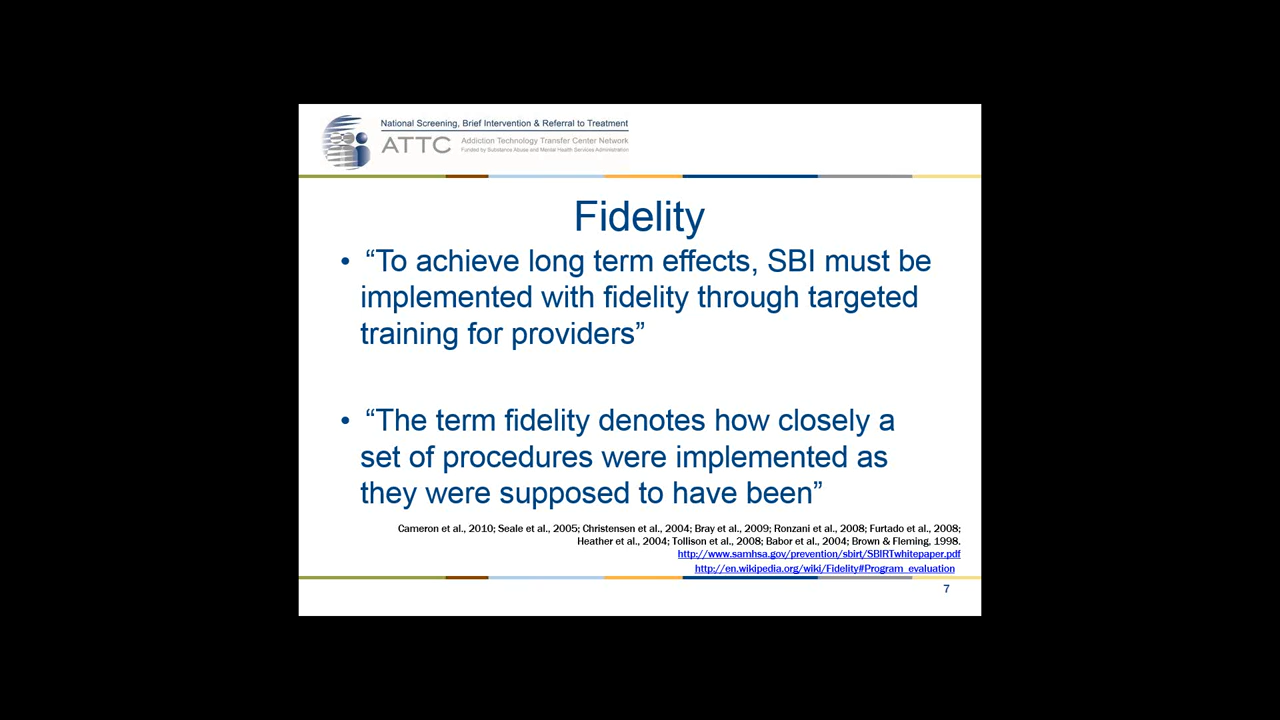 National Screening, Brief Intervention & Referral to Treatment
ATTC Addiction Technology Transfer Center Network
Funded by Substance Abuse and Mental Health Services Administration
Fidelity
• “To achieve long term effects, SBI must be
implemented with fidelity through targeted
training for providers”
• “The term fidelity denotes how closely a
set of procedures were implemented as
they were supposed to have been”
Cameron et al., 2010; Seale et al., 2005; Christensen et al., 2004; Bray et al., 2009; Ronzani et al., 2008; Furtado et al., 2008;
Heather et al., 2004; Tollison et al., 2008; Babor et al., 2004; Brown & Fleming, 1998.
http://www.samhsa.gov/prevention/sbirt/SBIRTwhitepaper.pdf
http://en.wikipedia.org/wiki/Fidelity#Program_evaluation
7